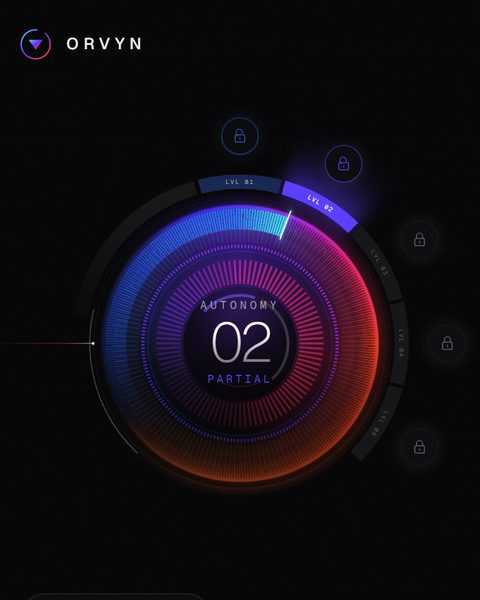 ORVYN
LVL 01
LVL 02
LVL 03
LVL 04
LVL 05
AUTONOMY
02
PARTIAL